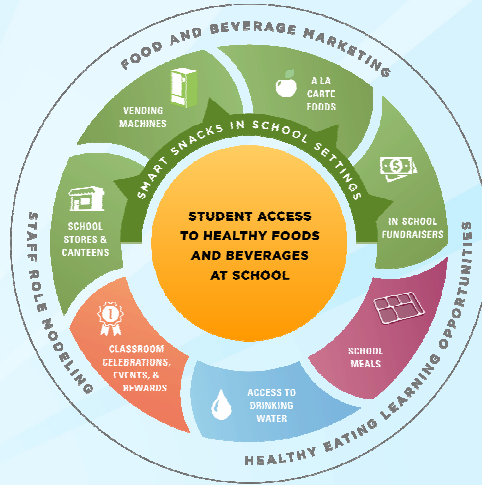 FOOD AND BEVERAGE MARKETING
A LA
CARTE
FOODS
VENDING
MACHINES
SMART SNACKS IN SCHOOL SETTINGS
IN-SCHOOL
FUNDRAISERS
SCHOOL
STORES &
CANTEENS
STUDENT ACCESS
TO HEALTHY FOODS
AND BEVERAGES
AT SCHOOL
STAFF ROLE MODELING
HEALTHY EATING LEARNING OPPORTUNITIES
CLASSROOM
CELEBRATIONS,
EVENTS, &
REWARDS
SCHOOL
MEALS
ACCESS TO
DRINKING
WATER